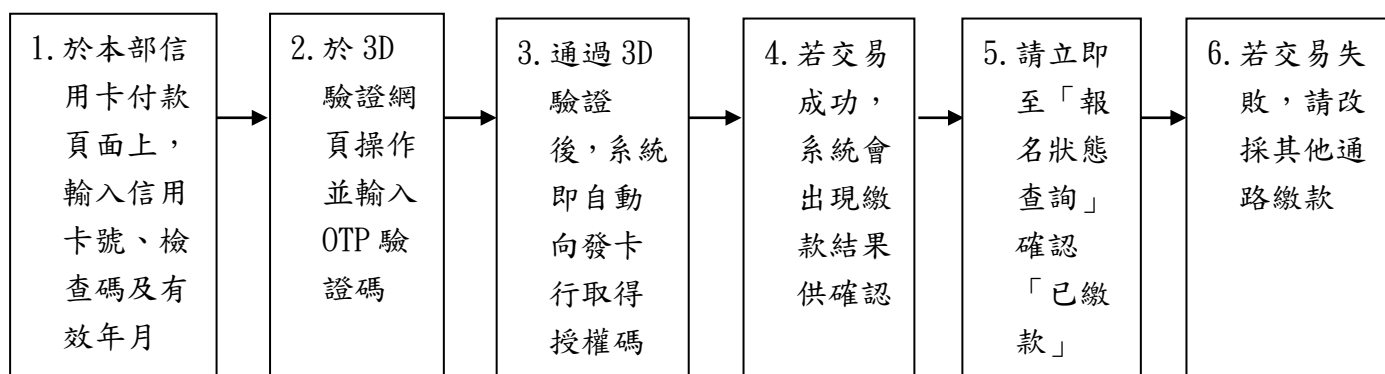 1.於本部信
用卡付款
頁面上，
輸入信用
卡號、檢
查碼及有
效年月
2.於 3D
驗證網
頁操作
並輸入
OTP 驗
證碼
3.通過 3D
驗證
後，系統
即自動
向發卡
行取得
授權碼
4.若交易
成功，
系統會
出現繳
款結果
供確認
5.請立即
至「報
名狀態
查詢」
確認
「已繳
款」
6.若交易失
敗，請改
採其他通
路繳款